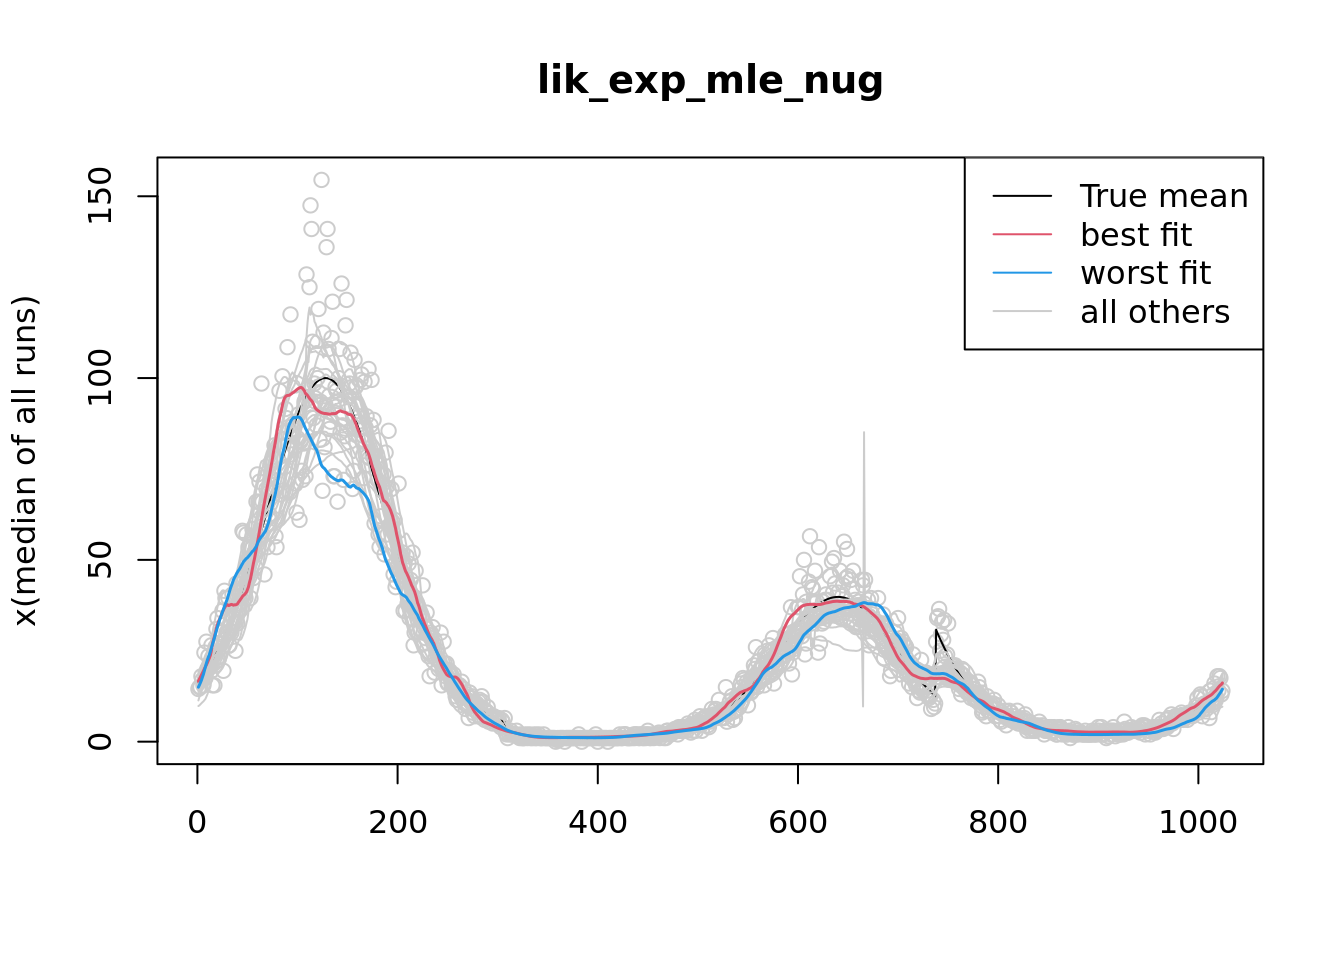 lik_exp_mle_nug
True mean
best fit
worst fit
all others
x(median of all runs)
150
100
50
0
0 200 400 600 800 1000